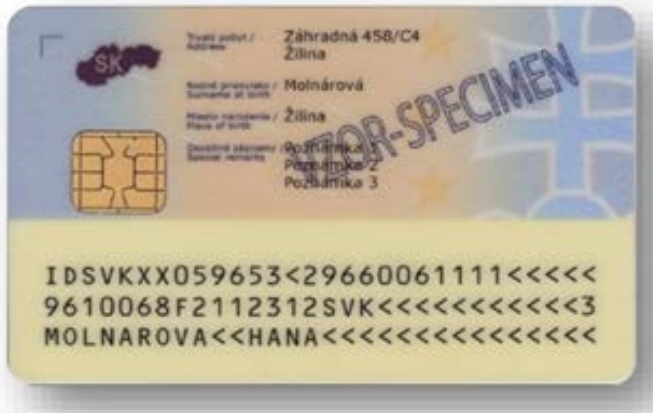 SK
Trvalý pobyt / Záhradná 458/C4
Address Žilina
Rodné priezvisko / Molnárová
Surname at birth
Miesto narodenia / Žilina
Place of birth
Osobitné záznamy / Poznámka 1
Special remarks Poznámka 2
Poznámka 3
VZOR-SPECIMEN
IDSVKXX059653<29660061111<<<<<
9610068F2112312SVK<<<<<<<<<<<3
MOLNAROVA<<HANA<<<<<<<<<<<<<<<